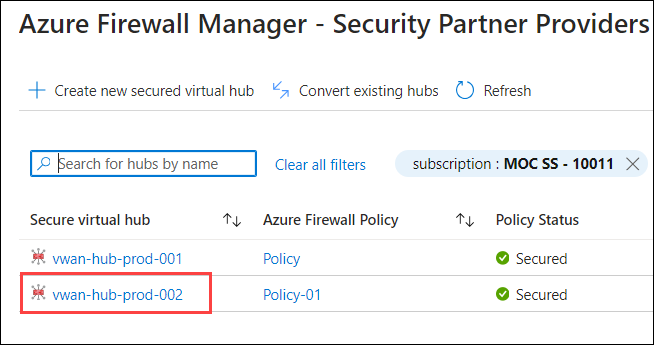 Azure Firewall Manager - Security Partner Providers
Create new secured virtual hub Convert existing hubs Refresh
Search for hubs by name Clear all filters subscription : MOC SS - 10011
Secure virtual hub Azure Firewall Policy Policy Status
vwan-hub-prod-001 Policy Secured
vwan-hub-prod-002 Policy-01 Secured